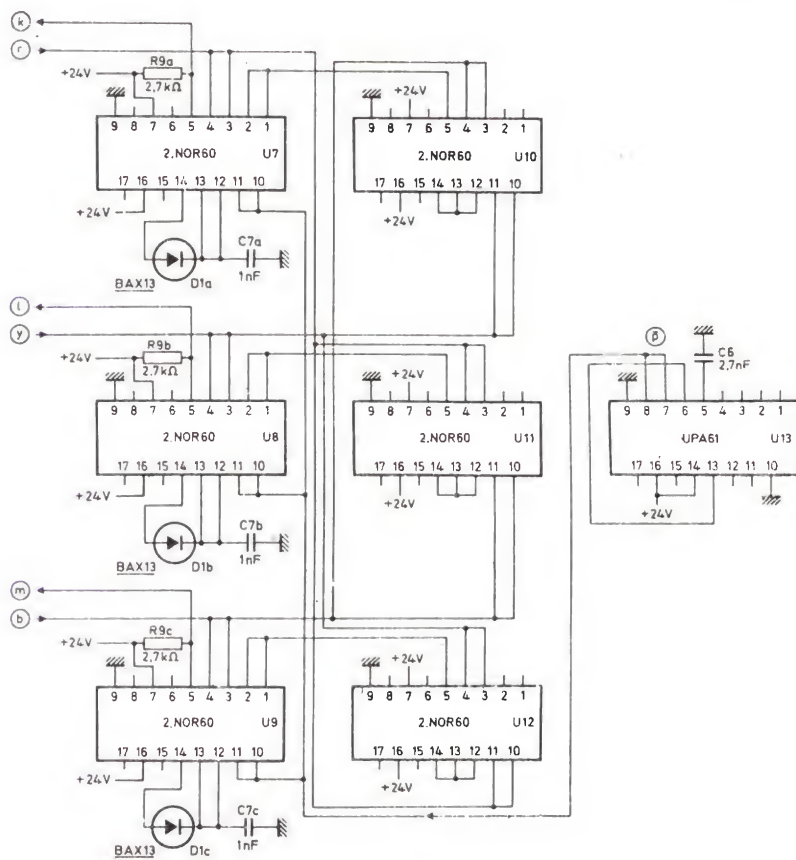 k
r
+24V R9a 2,7kΩ +24V
9 8 7 6 5 4 3 2 1 9 8 7 6 5 4 3 2 1
2.NOR60 U7 2.NOR60 U10
17 16 15 14 13 12 11 10 17 16 15 14 13 12 11 10
+24V +24V
C7a 1nF
BAX13 D1a
l
y
+24V R9b 2,7kΩ +24V C6 2,7nF
9 8 7 6 5 4 3 2 1 9 8 7 6 5 4 3 2 1 9 8 7 6 5 4 3 2 1
2.NOR60 U8 2.NOR60 U11 UPA61 U13
17 16 15 14 13 12 11 10 17 16 15 14 13 12 11 10 17 16 15 14 13 12 11 10
+24V +24V +24V
C7b 1nF
BAX13 D1b
m
b
+24V R9c 2,7kΩ +24V
9 8 7 6 5 4 3 2 1 9 8 7 6 5 4 3 2 1
2.NOR60 U9 2.NOR60 U12
17 16 15 14 13 12 11 10 17 16 15 14 13 12 11 10
+24V +24V
C7c 1nF
BAX13 D1c